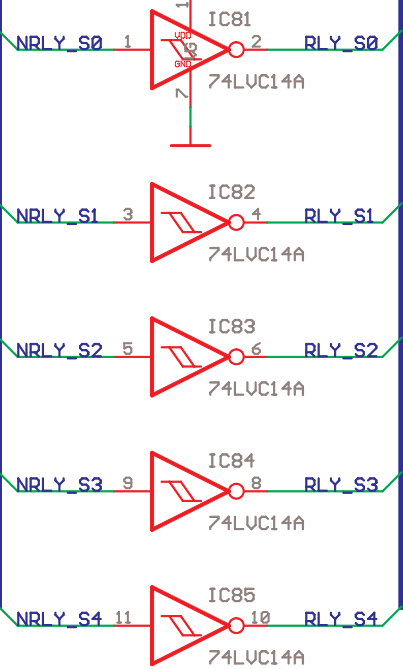 1
IC81
NRLY_S0 1 VDD G GND 2 RLY_S0
74LVC14A
7
IC82
NRLY_S1 3 4 RLY_S1
74LVC14A
IC83
NRLY_S2 5 6 RLY_S2
74LVC14A
IC84
NRLY_S3 9 8 RLY_S3
74LVC14A
IC85
NRLY_S4 11 10 RLY_S4
74LVC14A